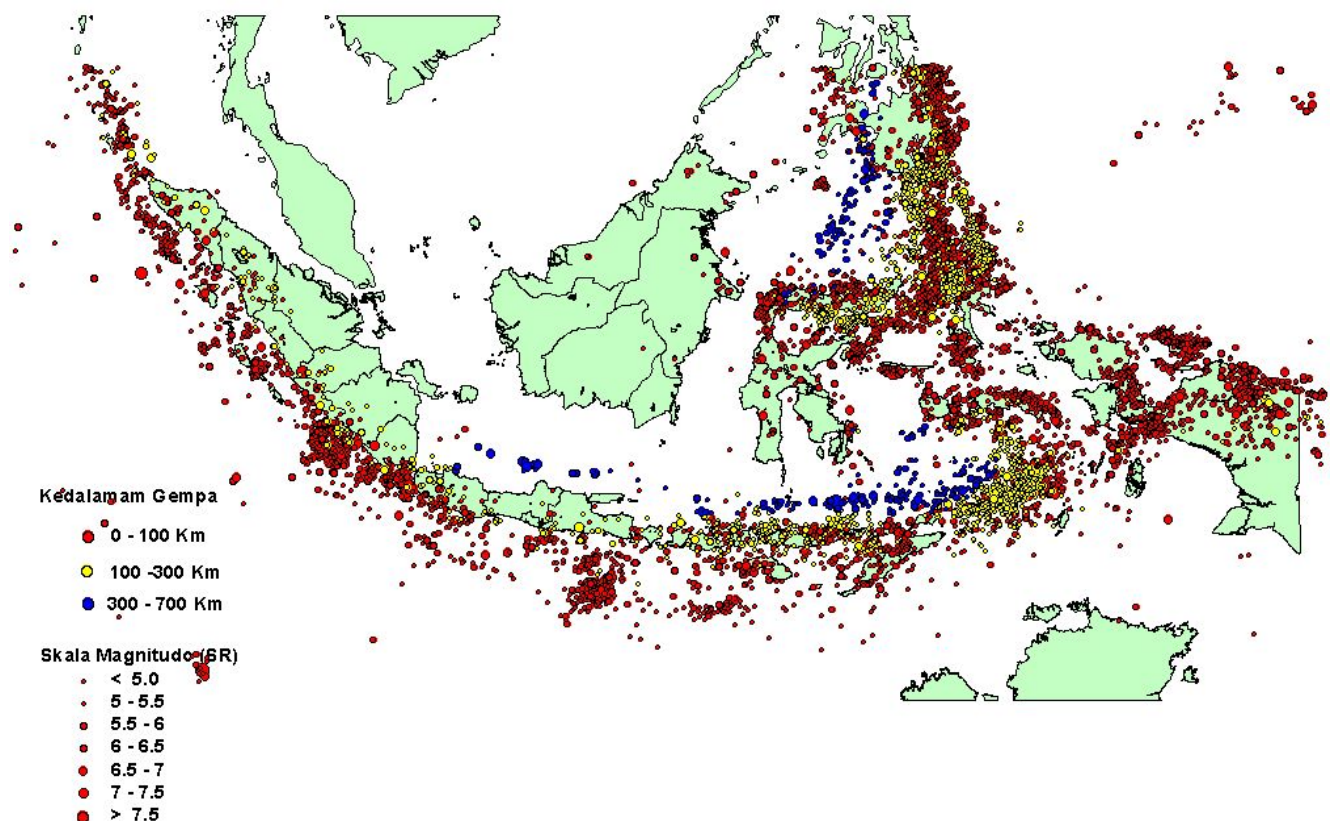 Kedalamam Gempa
0 - 100 Km
100 -300 Km
300 - 700 Km
Skala Magnitudo (SR)
< 5.0
5 - 5.5
5.5 - 6
6 - 6.5
6.5 - 7
7 - 7.5
> 7.5